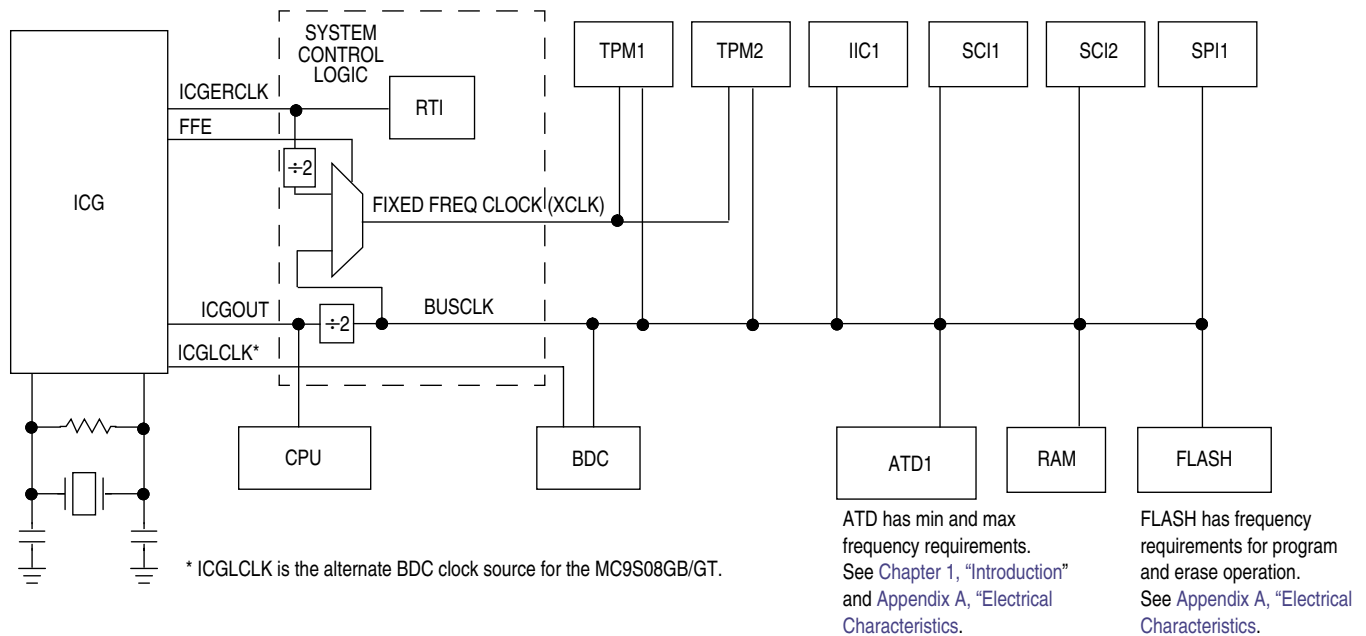 SYSTEM
CONTROL
LOGIC
TPM1
TPM2
IIC1
SCI1
SCI2
SPI1
ICGERCLK
RTI
FFE
÷2
ICG
FIXED FREQ CLOCK (XCLK)
ICGOUT
÷2
BUSCLK
ICGLCLK*
CPU
BDC
ATD1
RAM
FLASH
ATD has min and max
frequency requirements.
See Chapter 1, “Introduction”
and Appendix A, “Electrical
Characteristics.
FLASH has frequency
requirements for program
and erase operation.
See Appendix A, “Electrical
Characteristics.
* ICGLCLK is the alternate BDC clock source for the MC9S08GB/GT.